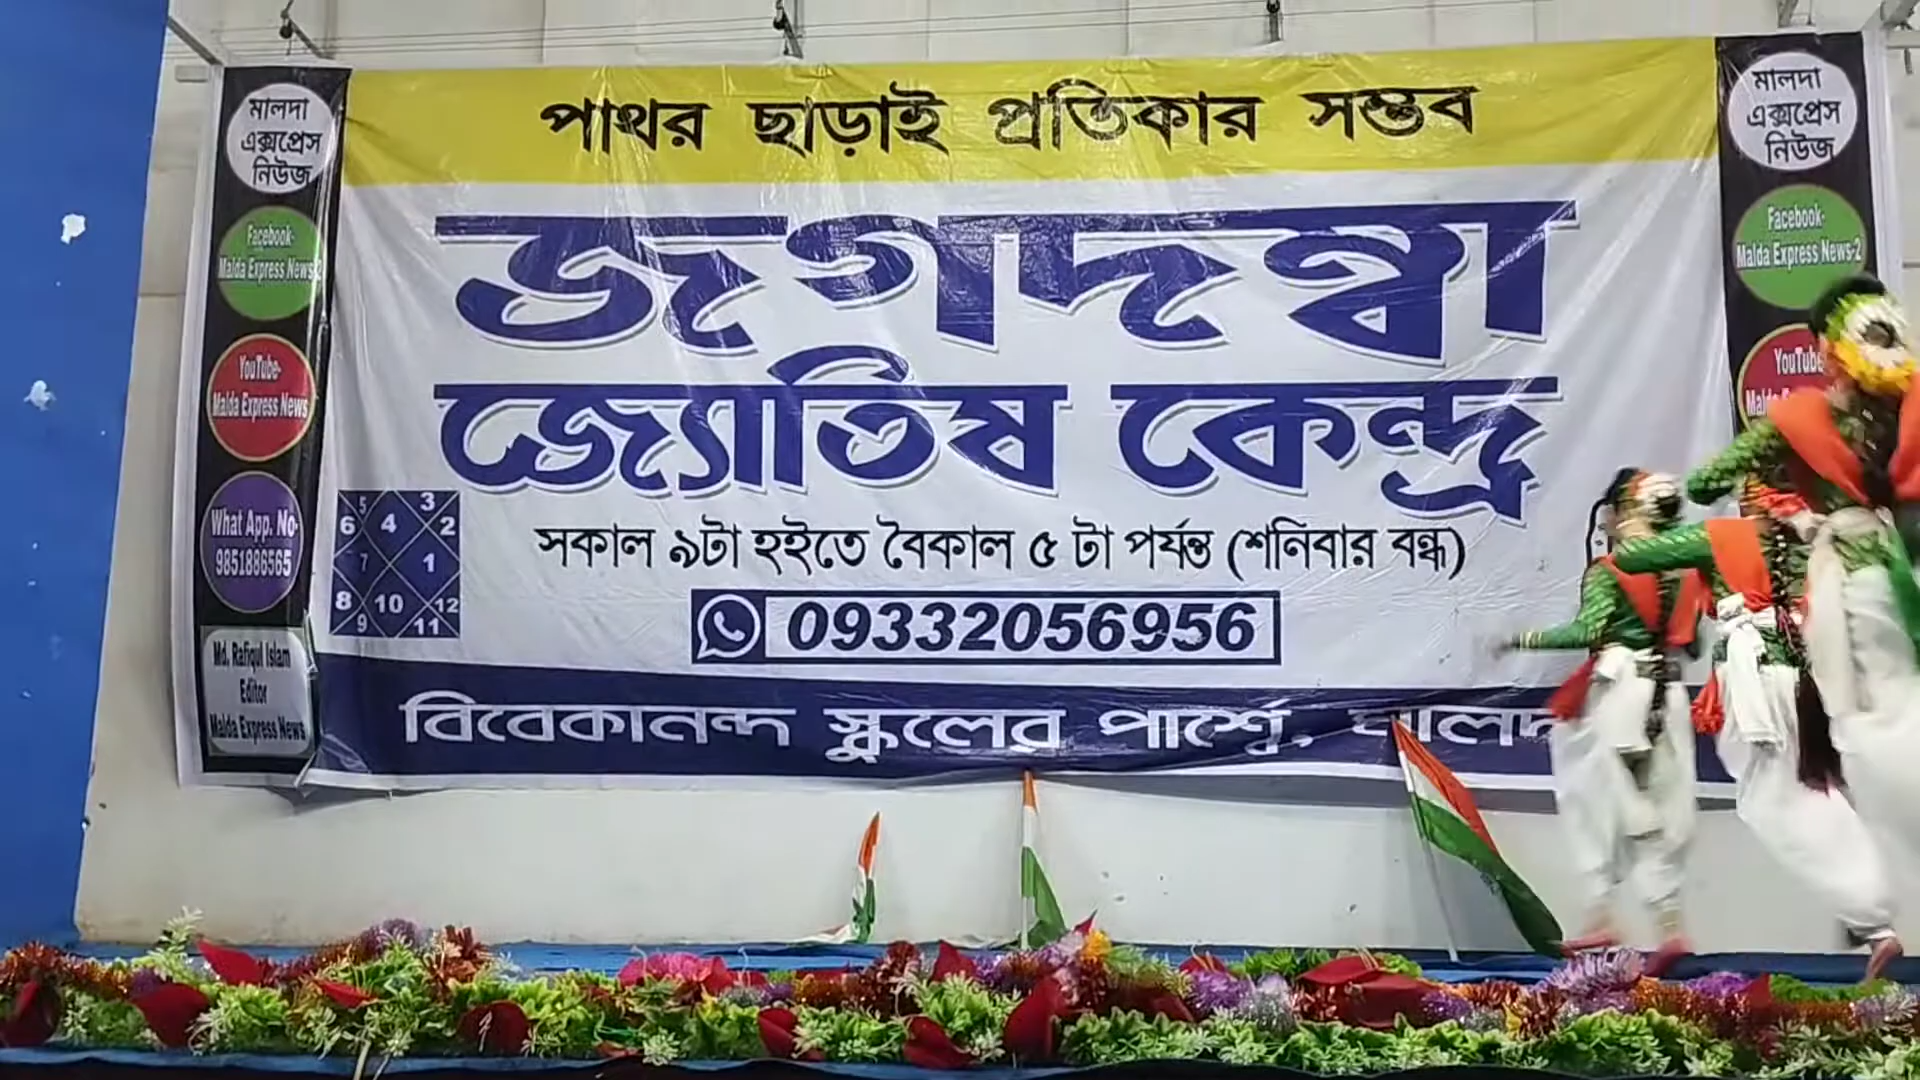 পাথর ছাড়াই প্রতিকার সম্ভব
জগদম্বা
জ্যোতিষ কেন্দ্র
সকাল ৯টা হইতে বৈকাল ৫ টা পর্যন্ত (শনিবার বন্ধ)
09332056956
বিবেকানন্দ স্কুলের পার্শ্বে, মালদা
মালদা
এক্সপ্রেস
নিউজ
Facebook-
Malda Express News-2
YouTube-
Malda Express News
What App. No-
9851886565
Md. Rafiqul Islam
Editor
Malda Express News
5 3
6 4 2
7 1
8 10 12
9 11
মালদা
এক্সপ্রেস
নিউজ
Facebook-
Malda Express News-2
YouTube